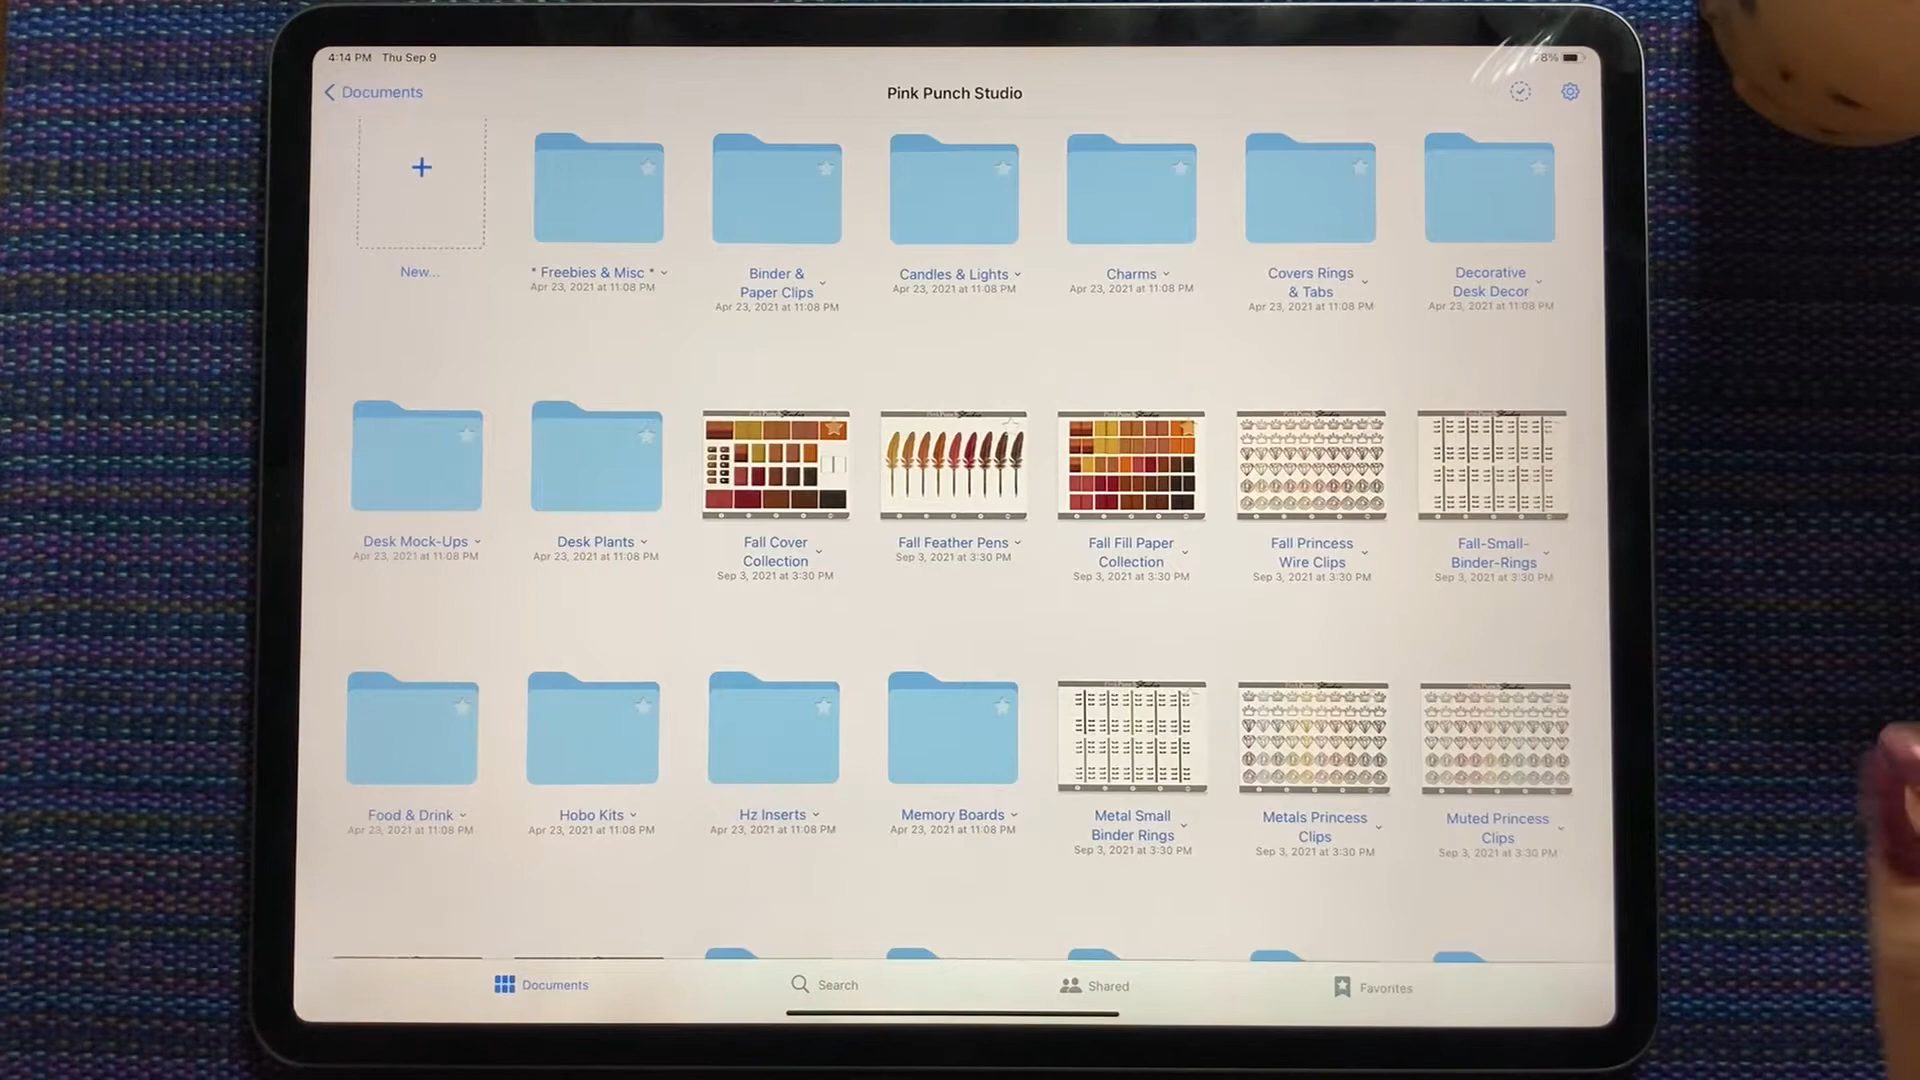 4:14 PM Thu Sep 9
78%
Documents
Pink Punch Studio
New...
* Freebies & Misc *
Apr 23, 2021 at 11:08 PM
Binder &
Paper Clips
Apr 23, 2021 at 11:08 PM
Candles & Lights
Apr 23, 2021 at 11:08 PM
Charms
Apr 23, 2021 at 11:08 PM
Covers Rings
& Tabs
Apr 23, 2021 at 11:08 PM
Decorative
Desk Decor
Apr 23, 2021 at 11:08 PM
Desk Mock-Ups
Apr 23, 2021 at 11:08 PM
Desk Plants
Apr 23, 2021 at 11:08 PM
Fall Cover
Collection
Sep 3, 2021 at 3:30 PM
Fall Feather Pens
Sep 3, 2021 at 3:30 PM
Fall Fill Paper
Collection
Sep 3, 2021 at 3:30 PM
Fall Princess
Wire Clips
Sep 3, 2021 at 3:30 PM
Fall-Small-
Binder-Rings
Sep 3, 2021 at 3:30 PM
Food & Drink
Apr 23, 2021 at 11:08 PM
Hobo Kits
Apr 23, 2021 at 11:08 PM
Hz Inserts
Apr 23, 2021 at 11:08 PM
Memory Boards
Apr 23, 2021 at 11:08 PM
Metal Small
Binder Rings
Sep 3, 2021 at 3:30 PM
Metals Princess
Clips
Sep 3, 2021 at 3:30 PM
Muted Princess
Clips
Sep 3, 2021 at 3:30 PM
Documents
Search
Shared
Favorites